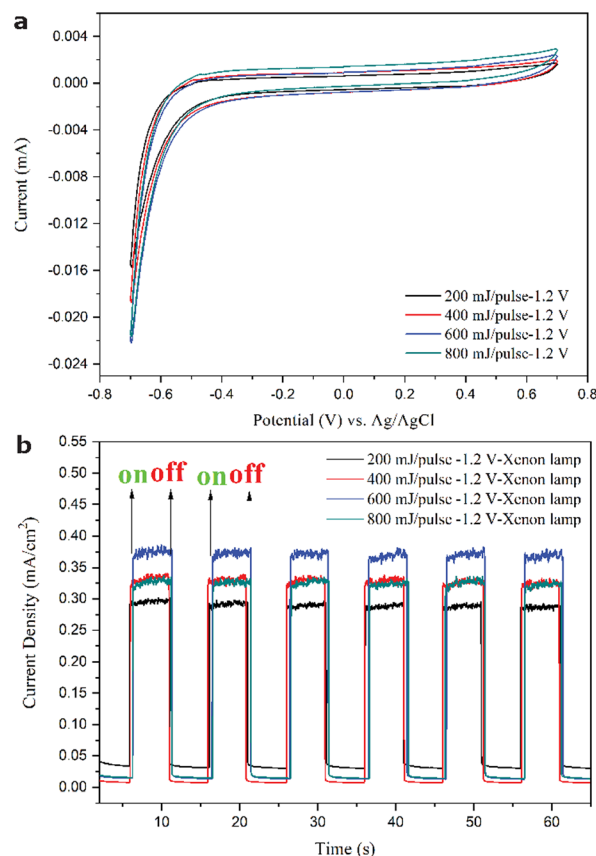 a
0.004
0.000
-0.004
-0.008
-0.012
-0.016
-0.020
-0.024
Current (mA)
200 mJ/pulse-1.2 V
400 mJ/pulse-1.2 V
600 mJ/pulse-1.2 V
800 mJ/pulse-1.2 V
-0.8 -0.6 -0.4 -0.2 0.0 0.2 0.4 0.6 0.8
Potential (V) vs. Ag/AgCl
b
0.55
0.50
0.45
0.40
0.35
0.30
0.25
0.20
0.15
0.10
0.05
0.00
Current Density (mA/cm²)
on off on off
200 mJ/pulse -1.2 V-Xenon lamp
400 mJ/pulse -1.2 V-Xenon lamp
600 mJ/pulse -1.2 V-Xenon lamp
800 mJ/pulse -1.2 V-Xenon lamp
10 20 30 40 50 60
Time (s)